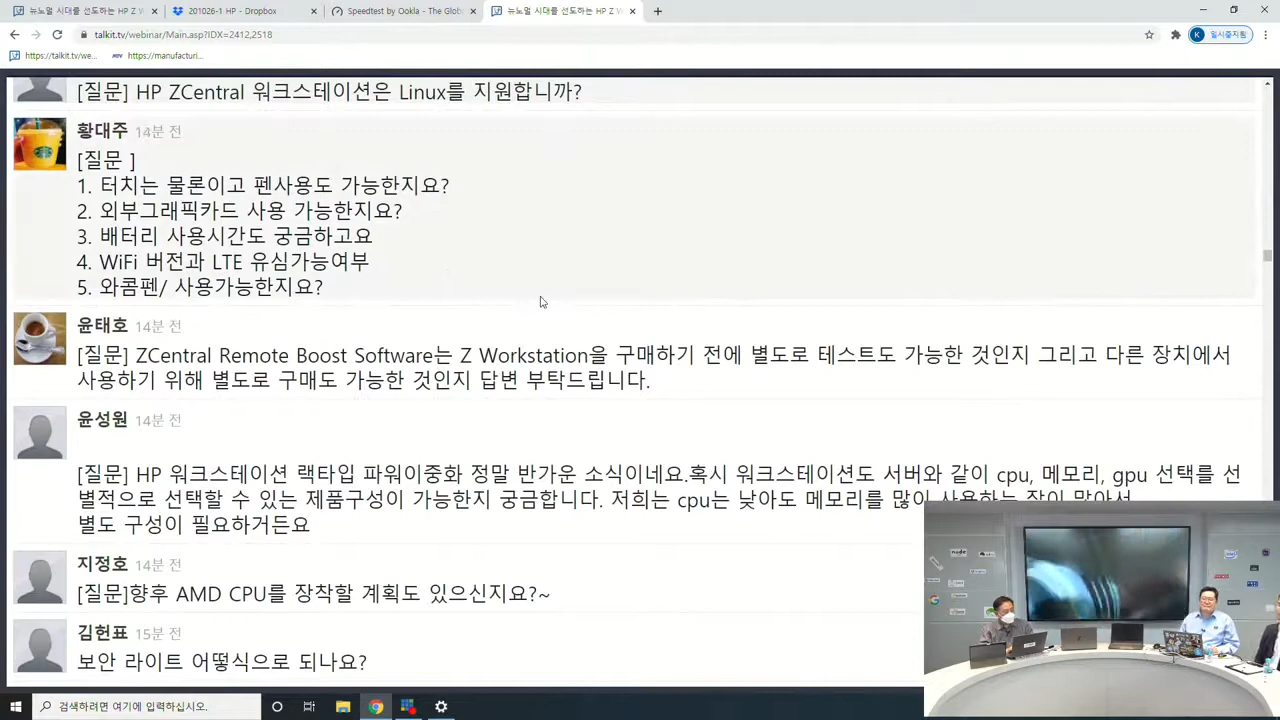 뉴노멀 시대를 선도하는 HP Z W
201026-1 HP - Dropbox
Speedtest by Ookla - The Glob
뉴노멀 시대를 선도하는 HP Z W
talkit.tv/webinar/Main.asp?IDX=2412,2518
K 일시중지됨
https://talkit.tv/we...
https://manufacturi...
[질문] HP ZCentral 워크스테이션은 Linux를 지원합니까?
황대주 14분 전
[질문 ]
1. 터치는 물론이고 펜사용도 가능한지요?
2. 외부그래픽카드 사용 가능한지요?
3. 배터리 사용시간도 궁금하고요
4. WiFi 버전과 LTE 유심가능여부
5. 와콤펜/ 사용가능한지요?
윤태호 14분 전
[질문] ZCentral Remote Boost Software는 Z Workstation을 구매하기 전에 별도로 테스트도 가능한 것인지 그리고 다른 장치에서
사용하기 위해 별도로 구매도 가능한 것인지 답변 부탁드립니다.
윤성원 14분 전
[질문] HP 워크스테이션 랙타입 파워이중화 정말 반가운 소식이네요.혹시 워크스테이션도 서버와 같이 cpu, 메모리, gpu 선택를 선
별적으로 선택할 수 있는 제품구성이 가능한지 궁금합니다. 저희는 cpu는 낮아도 메모리를 많이 사용하는 잡이 많아서
별도 구성이 필요하거든요
지정호 14분 전
[질문]향후 AMD CPU를 장착할 계획도 있으신지요?~
김헌표 15분 전
보안 라이트 어떻식으로 되나요?
node
intel
검색하려면 여기에 입력하십시오.